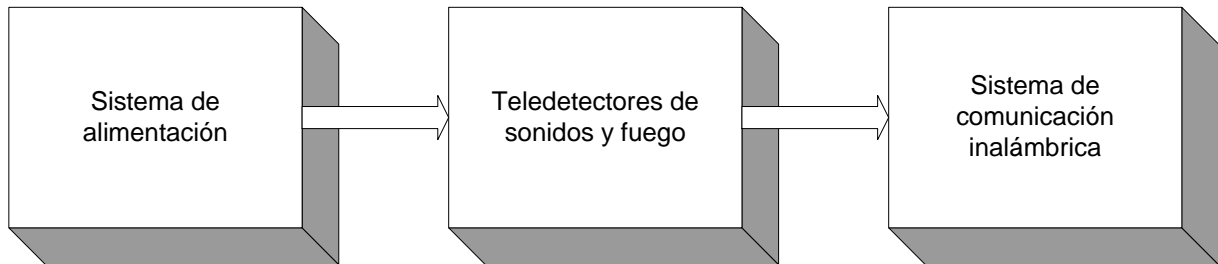 Sistema de
alimentación
Teledetectores de
sonidos y fuego
Sistema de
comunicación
inalámbrica